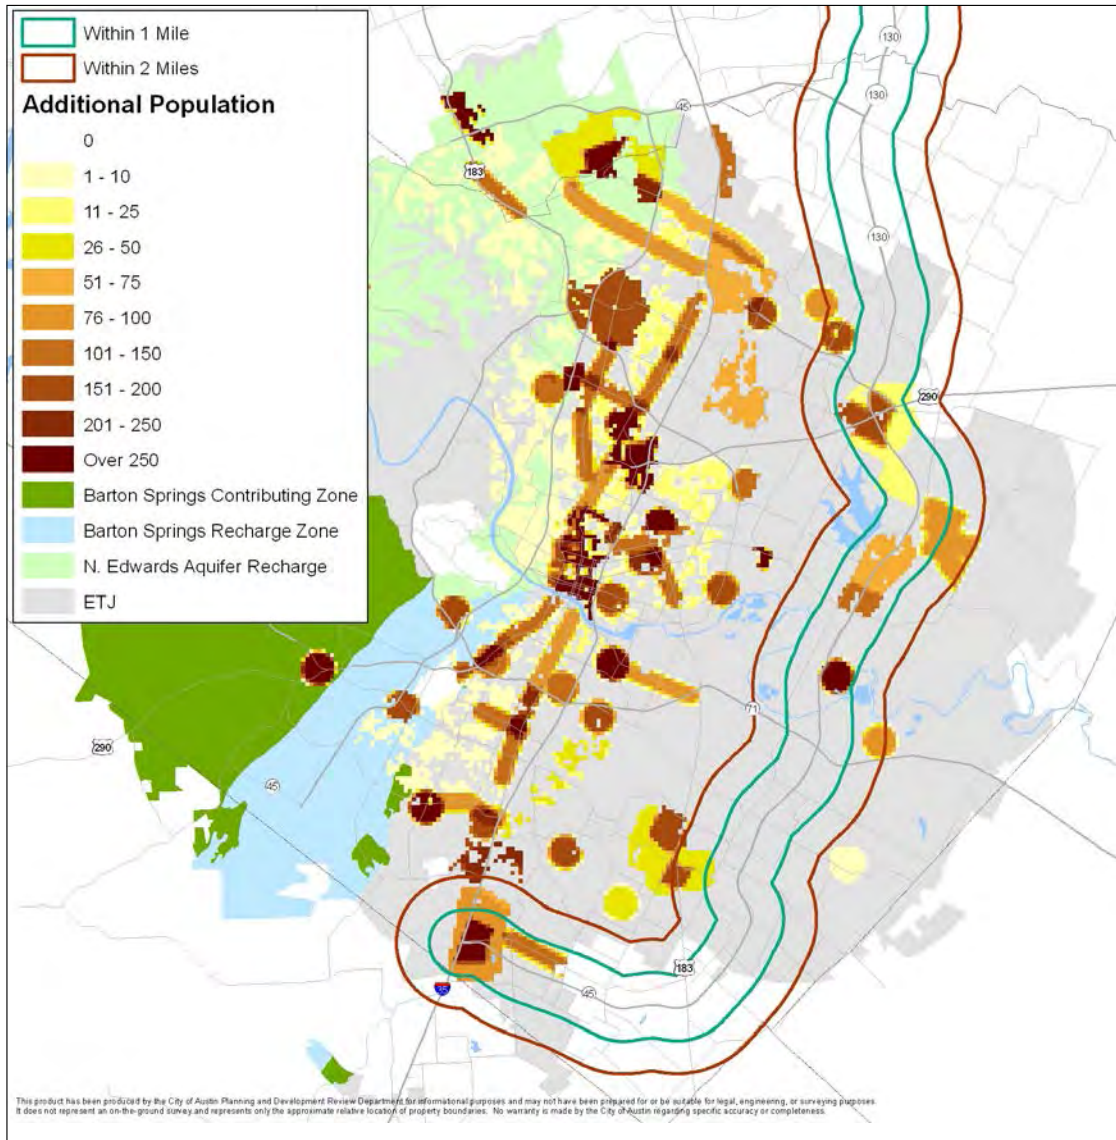 Within 1 Mile
Within 2 Miles
Additional Population
0
1 - 10
11 - 25
26 - 50
51 - 75
76 - 100
101 - 150
151 - 200
201 - 250
Over 250
Barton Springs Contributing Zone
Barton Springs Recharge Zone
N. Edwards Aquifer Recharge
ETJ
130
45
130
183
130
290
71
290
45
183
45
35
This product has been produced by the City of Austin Planning and Development Review Department for informational purposes and may not have been prepared for or be suitable for legal, engineering, or surveying purposes.
It does not represent an on-the-ground survey and represents only the approximate relative location of property boundaries. No warranty is made by the City of Austin regarding specific accuracy or completeness.